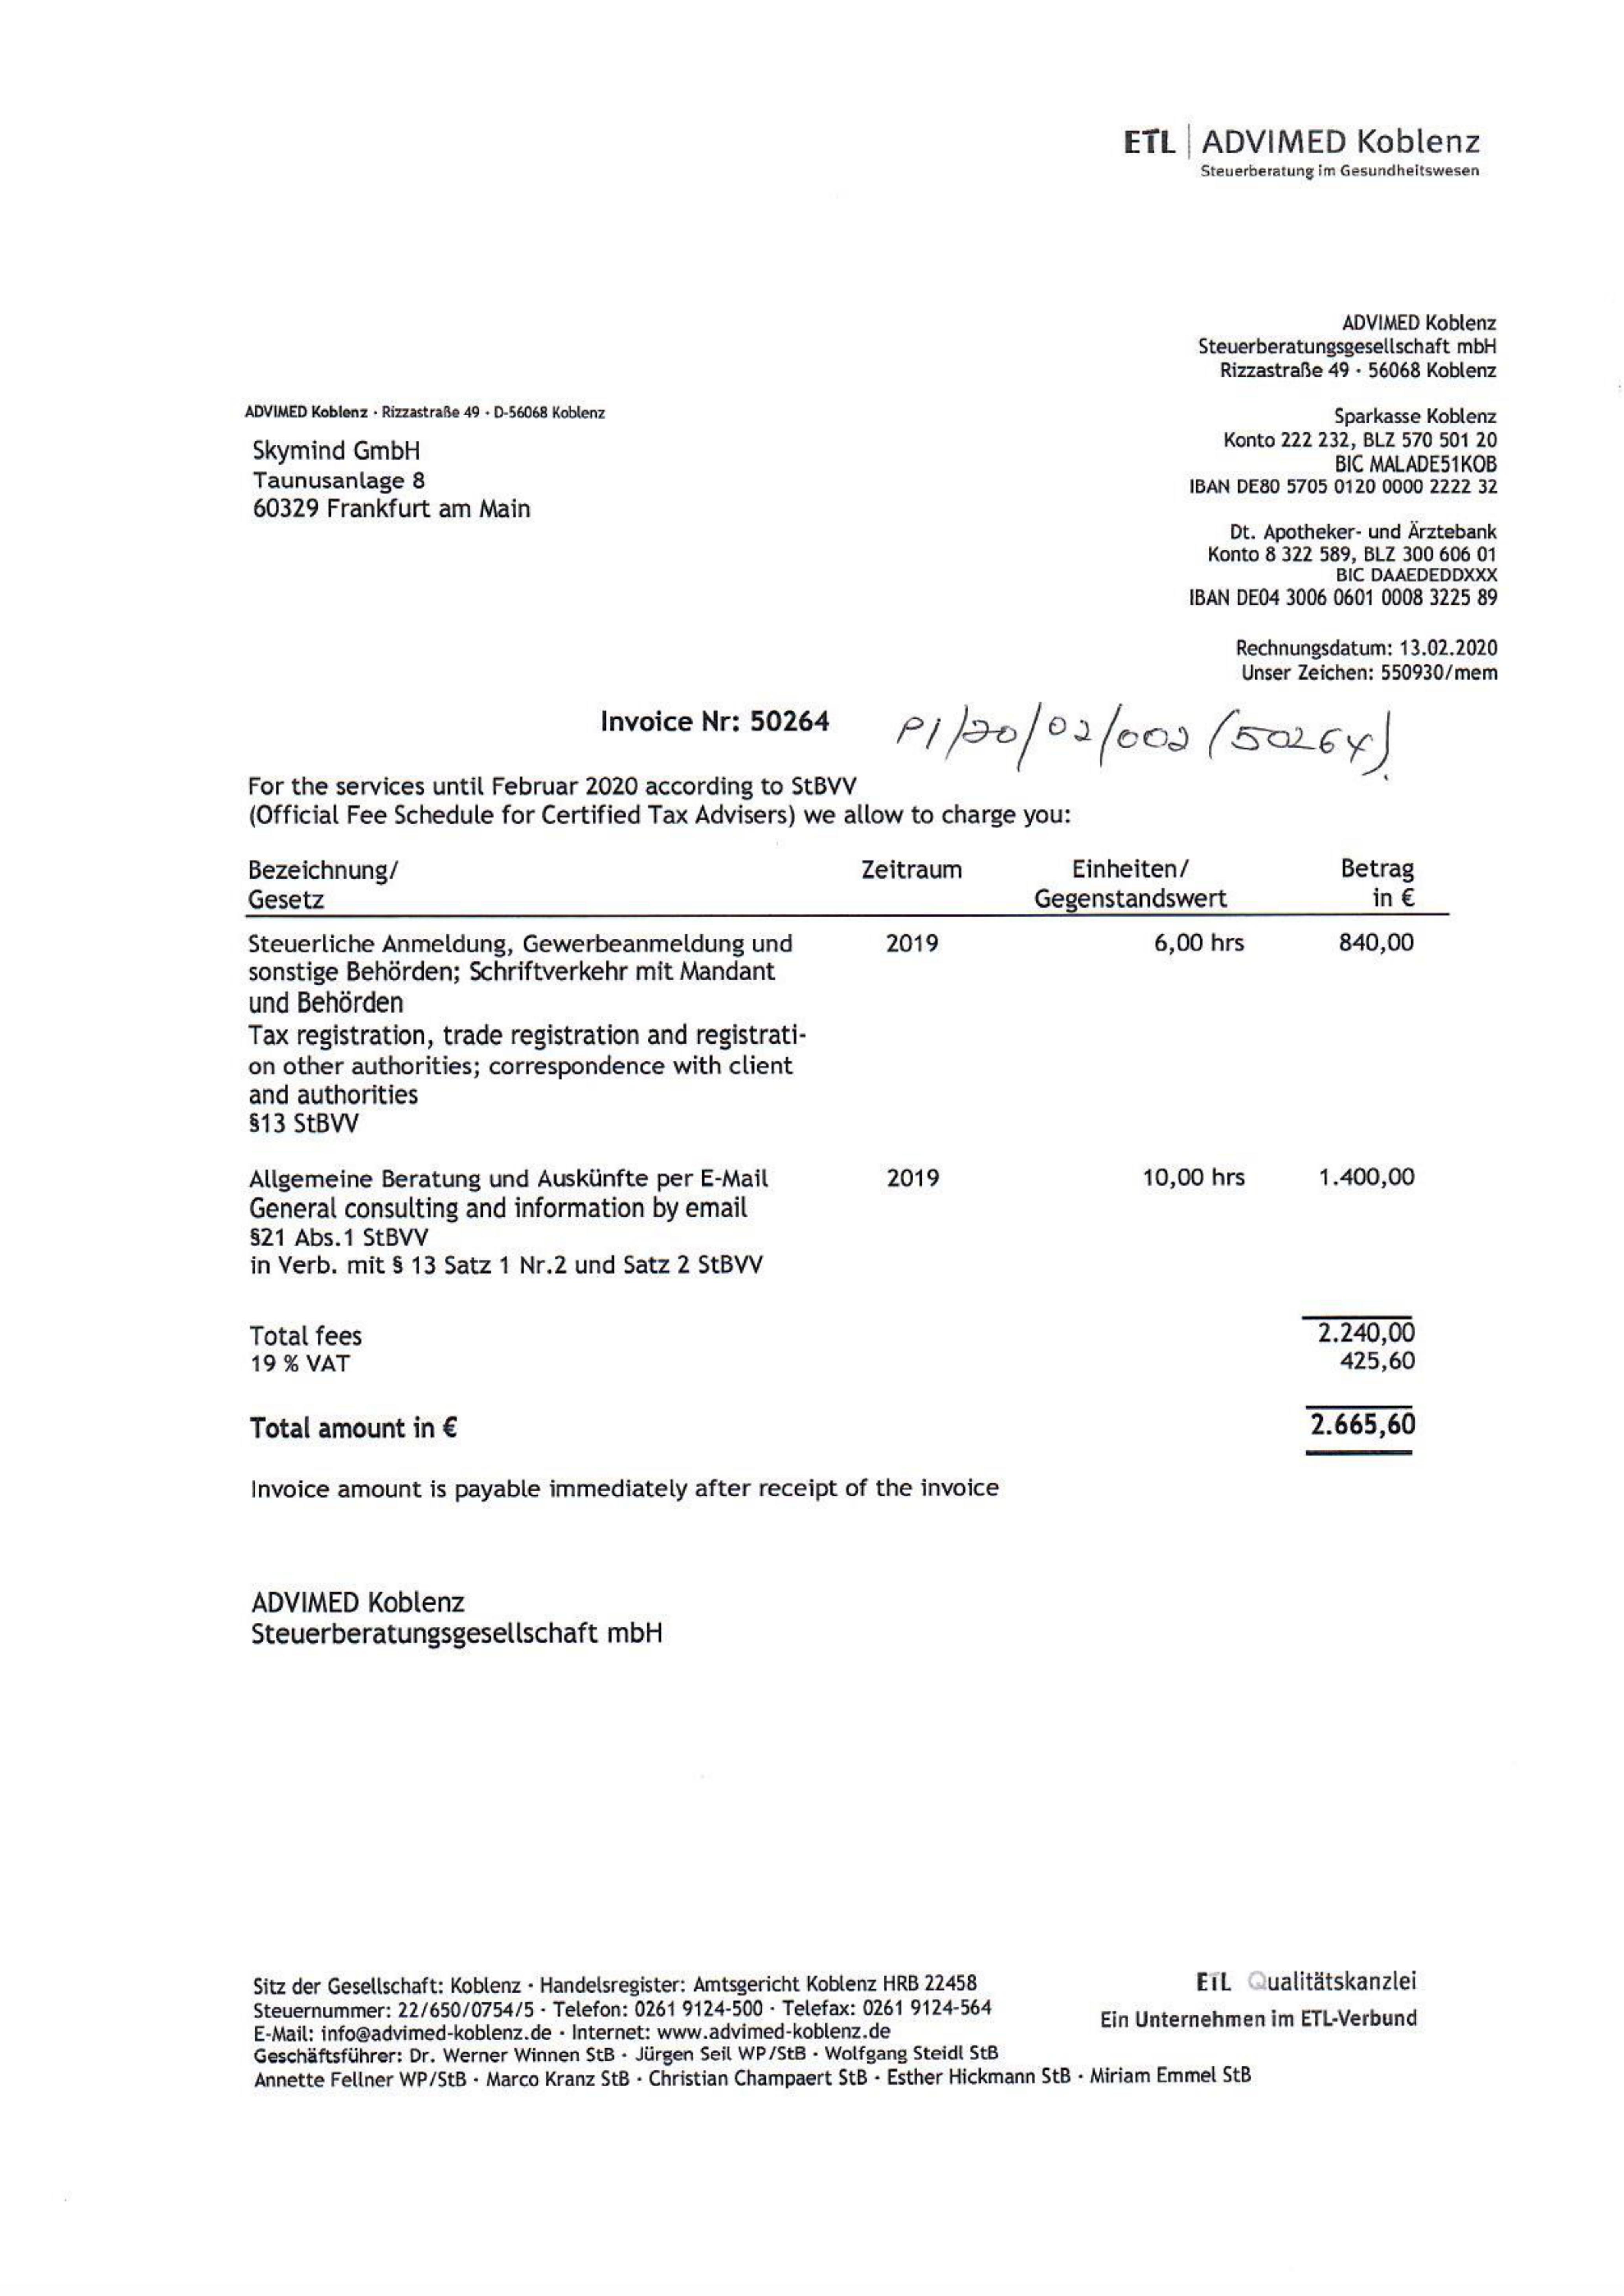 ETL | ADVIMED Koblenz
Steuerberatung im Gesundheitswesen
ADVIMED Koblenz
Steuerberatungsgesellschaft mbH
Rizzastraße 49 · 56068 Koblenz
ADVIMED Koblenz · Rizzastraße 49 · D-56068 Koblenz
Skymind GmbH
Taunusanlage 8
60329 Frankfurt am Main
Sparkasse Koblenz
Konto 222 232, BLZ 570 501 20
BIC MALADE51KOB
IBAN DE80 5705 0120 0000 2222 32
Dt. Apotheker- und Ärztebank
Konto 8 322 589, BLZ 300 606 01
BIC DAAEDEDDXXX
IBAN DE04 3006 0601 0008 3225 89
Rechnungsdatum: 13.02.2020
Unser Zeichen: 550930/mem
Invoice Nr: 50264 PI/20/02/002 (50264)
For the services until Februar 2020 according to StBVV
(Official Fee Schedule for Certified Tax Advisers) we allow to charge you:
Bezeichnung/ Zeitraum Einheiten/ Betrag
Gesetz Gegenstandswert in €
Steuerliche Anmeldung, Gewerbeanmeldung und 2019 6,00 hrs 840,00
sonstige Behörden; Schriftverkehr mit Mandant
und Behörden
Tax registration, trade registration and registrati-
on other authorities; correspondence with client
and authorities
§13 StBVV
Allgemeine Beratung und Auskünfte per E-Mail 2019 10,00 hrs 1.400,00
General consulting and information by email
§21 Abs.1 StBVV
in Verb. mit § 13 Satz 1 Nr.2 und Satz 2 StBVV
Total fees 2.240,00
19 % VAT 425,60
Total amount in € 2.665,60
Invoice amount is payable immediately after receipt of the invoice
ADVIMED Koblenz
Steuerberatungsgesellschaft mbH
Sitz der Gesellschaft: Koblenz · Handelsregister: Amtsgericht Koblenz HRB 22458
Steuernummer: 22/650/0754/5 · Telefon: 0261 9124-500 · Telefax: 0261 9124-564
E-Mail: info@advimed-koblenz.de · Internet: www.advimed-koblenz.de
Geschäftsführer: Dr. Werner Winnen StB · Jürgen Seil WP/StB · Wolfgang Steidl StB
Annette Fellner WP/StB · Marco Kranz StB · Christian Champaert StB · Esther Hickmann StB · Miriam Emmel StB
ETL Qualitätskanzlei
Ein Unternehmen im ETL-Verbund